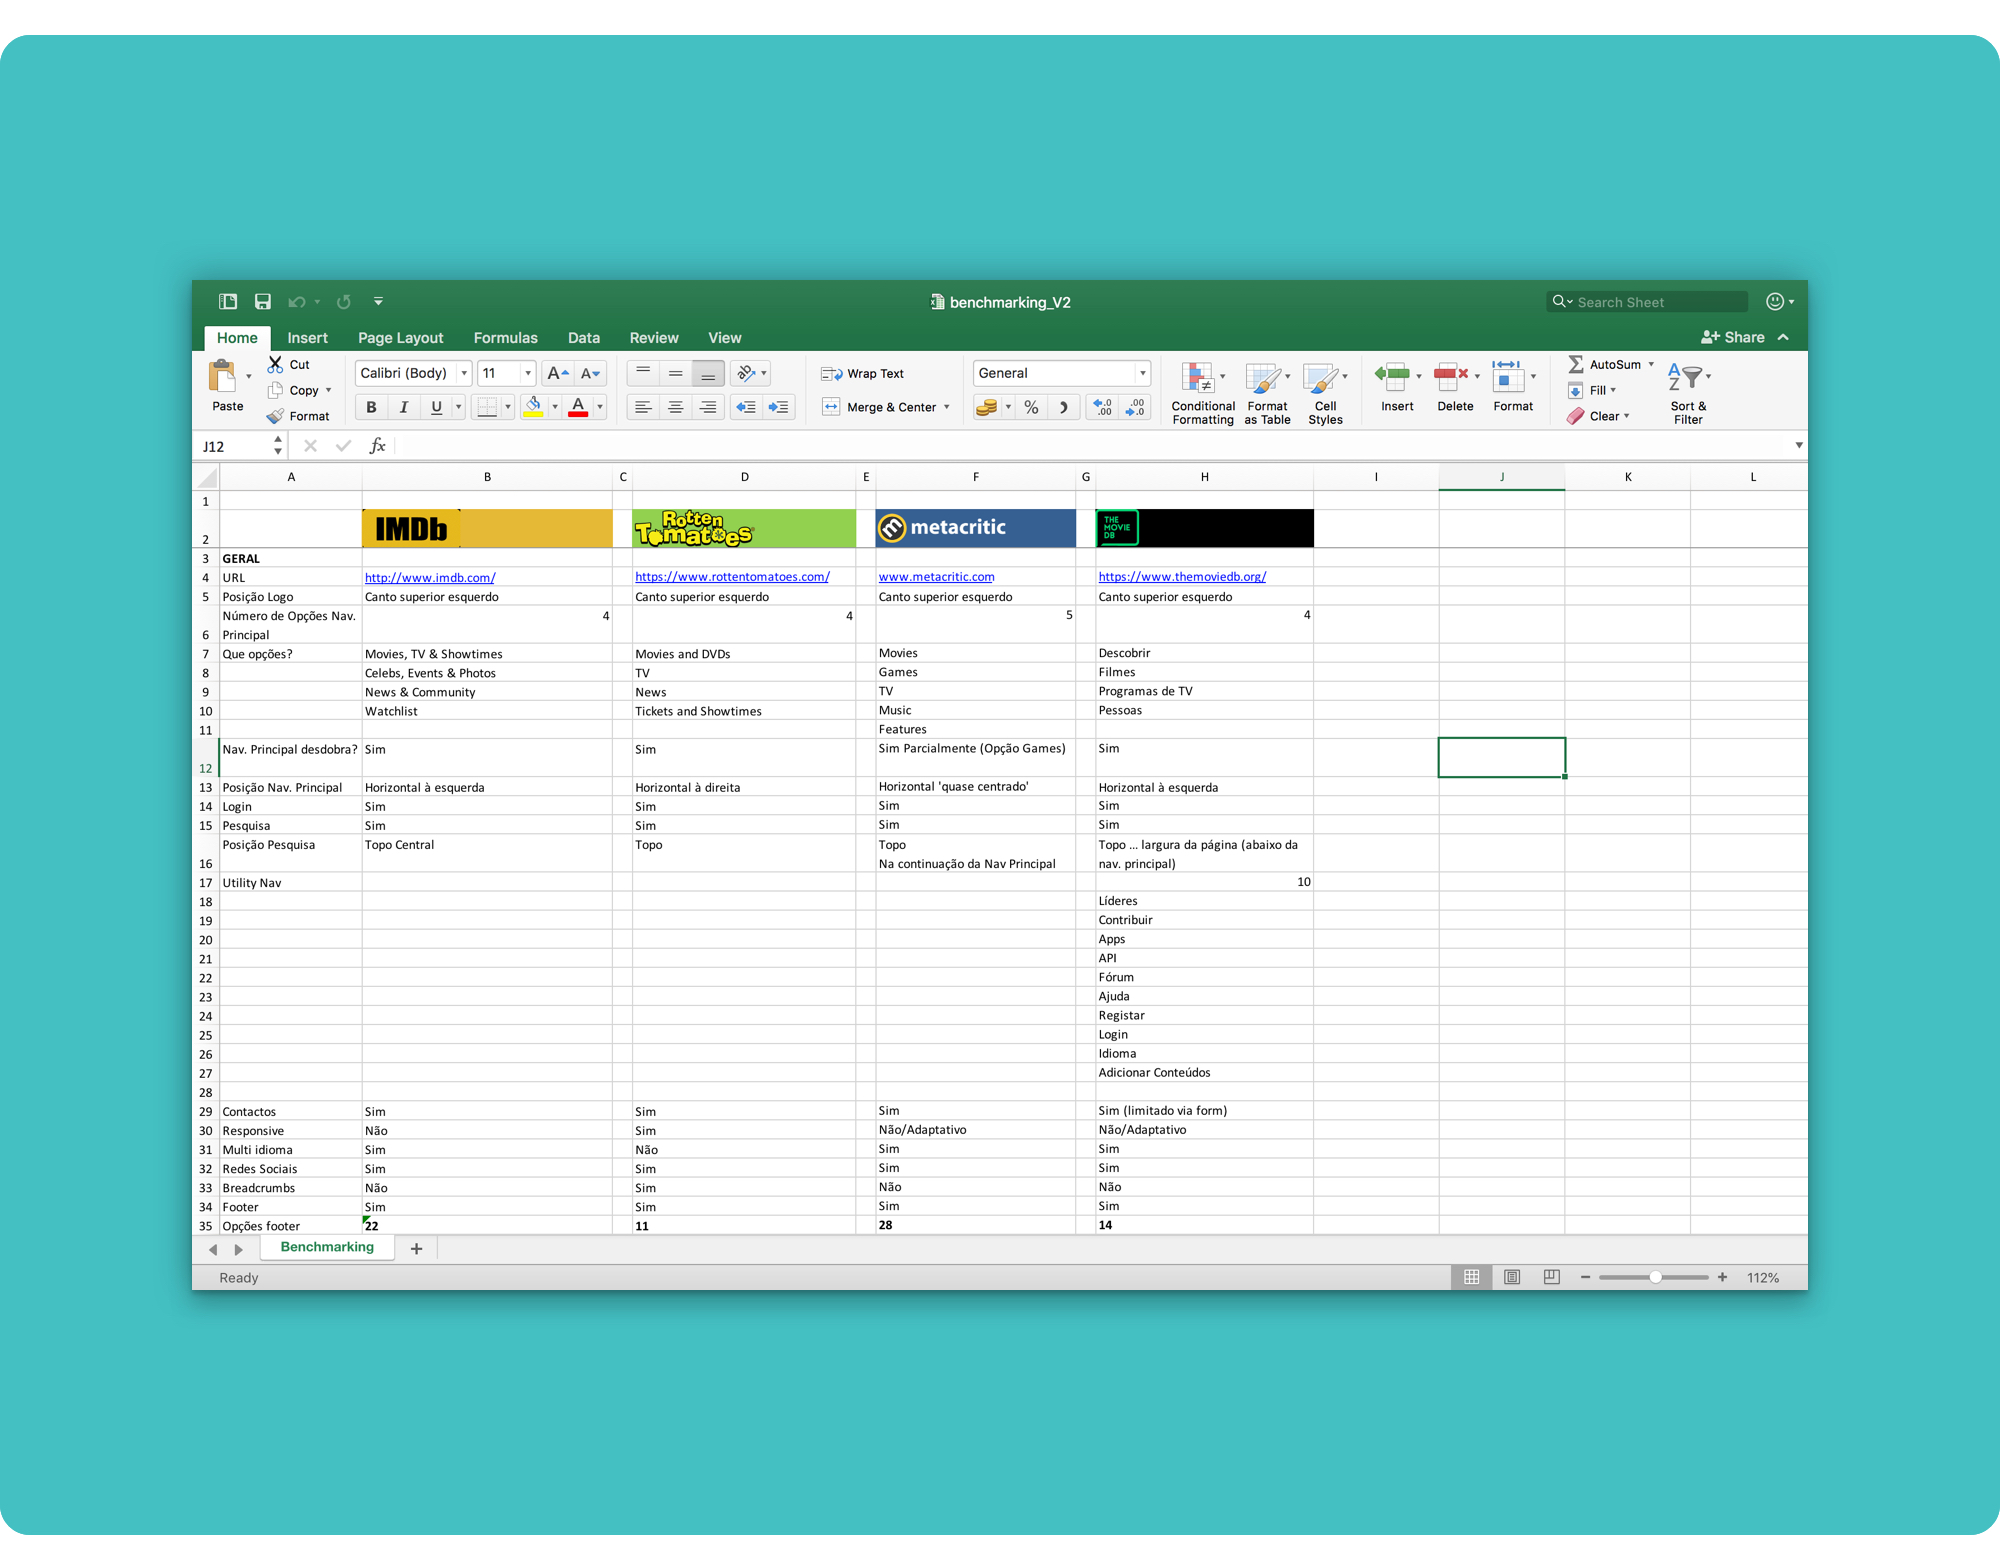 benchmarking_V2
Search Sheet
Home Insert Page Layout Formulas Data Review View
Share
Paste
Cut
Copy
Format
Calibri (Body) 11
Wrap Text
Merge & Center
General
Conditional Formatting
Format as Table
Cell Styles
Insert
Delete
Format
AutoSum
Fill
Clear
Sort & Filter
J12 fx
A B C D E F G H I J K L
1
2 IMDb Rotten Tomatoes metacritic THE MOVIE DB
3 GERAL
4 URL http://www.imdb.com/ https://www.rottentomatoes.com/ www.metacritic.com https://www.themoviedb.org/
5 Posição Logo Canto superior esquerdo Canto superior esquerdo Canto superior esquerdo Canto superior esquerdo
Número de Opções Nav. 4 4 5 4
6 Principal
7 Que opções? Movies, TV & Showtimes Movies and DVDs Movies Descobrir
8 Celebs, Events & Photos TV Games Filmes
9 News & Community News TV Programas de TV
10 Watchlist Tickets and Showtimes Music Pessoas
11 Features
Nav. Principal desdobra? Sim Sim Sim Parcialmente (Opção Games) Sim
12
13 Posição Nav. Principal Horizontal à esquerda Horizontal à direita Horizontal 'quase centrado' Horizontal à esquerda
14 Login Sim Sim Sim Sim
15 Pesquisa Sim Sim Sim Sim
Posição Pesquisa Topo Central Topo Topo Topo ... largura da página (abaixo da
16 Na continuação da Nav Principal nav. principal)
17 Utility Nav 10
18 Líderes
19 Contribuir
20 Apps
21 API
22 Fórum
23 Ajuda
24 Registar
25 Login
26 Idioma
27 Adicionar Conteúdos
28
29 Contactos Sim Sim Sim Sim (limitado via form)
30 Responsive Não Sim Não/Adaptativo Não/Adaptativo
31 Multi idioma Sim Não Sim Sim
32 Redes Sociais Sim Sim Sim Sim
33 Breadcrumbs Não Sim Não Não
34 Footer Sim Sim Sim Sim
35 Opções footer 22 11 28 14
Benchmarking
Ready 112%